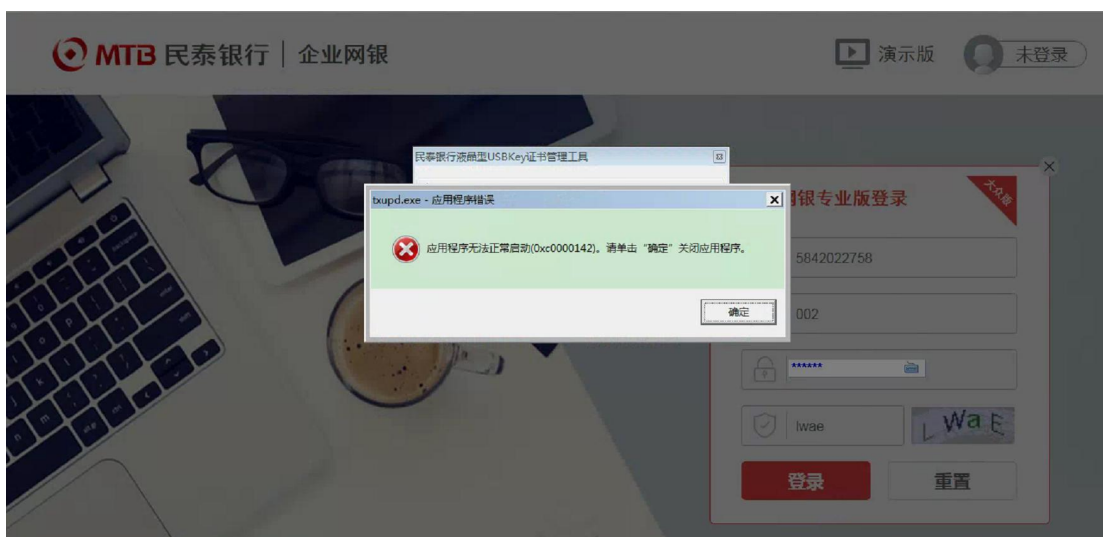 MTB 民泰银行 | 企业网银
演示版
未登录
民泰银行液晶型USBKey证书管理工具
txupd.exe - 应用程序错误
应用程序无法正常启动(0xc0000142)。请单击“确定”关闭应用程序。
确定
银专业版登录
大众版
5842022758
002
******
lwae
L Wa E
登录
重置